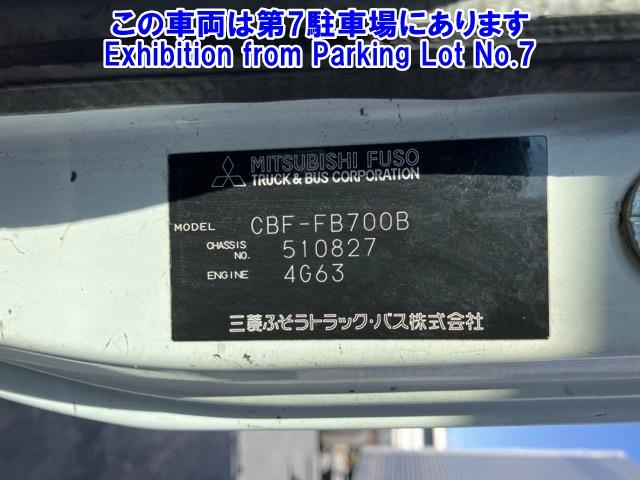 この車両は第7駐車場にあります
Exhibition from Parking Lot No.7
MITSUBISHI FUSO
TRUCK & BUS CORPORATION
MODEL CBF-FB700B
CHASSIS NO. 510827
ENGINE 4G63
三菱ふそうトラック・バス株式会社